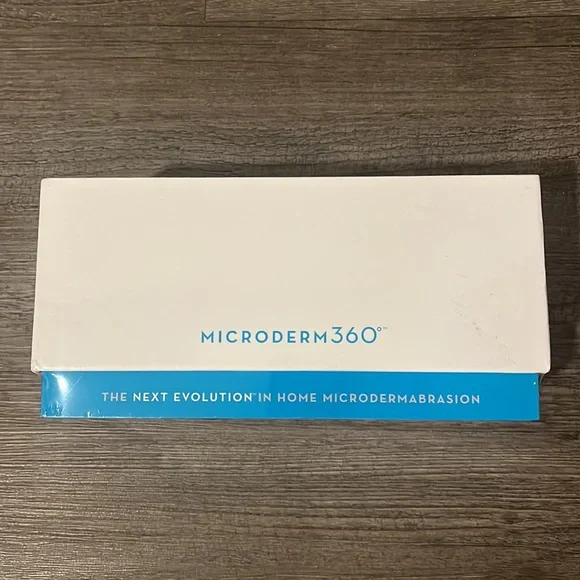 MICRODERM360°™
THE NEXT EVOLUTION™ IN HOME MICRODERMABRASION